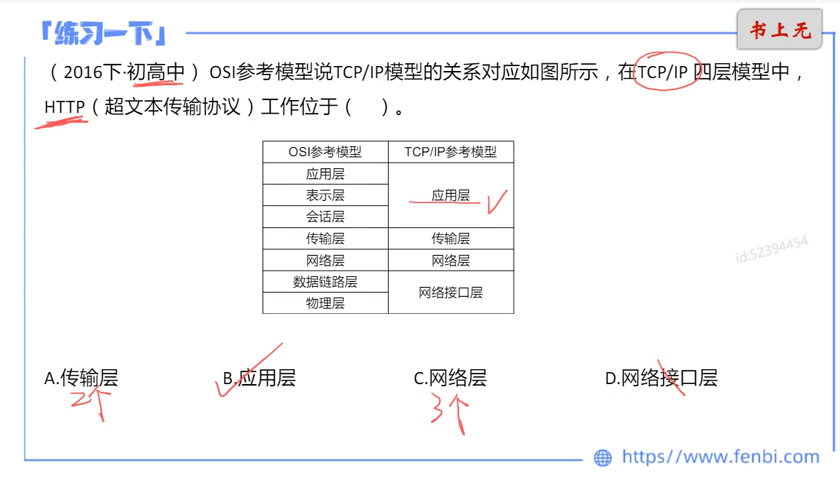 「练习一下」
书上无
（2016下·初高中）OSI参考模型说TCP/IP模型的关系对应如图所示，在TCP/IP 四层模型中，
HTTP（超文本传输协议）工作位于（ ）。
OSI参考模型 TCP/IP参考模型
应用层
表示层 应用层
会话层
传输层 传输层
网络层 网络层
数据链路层
网络接口层
物理层
id:52394454
A.传输层 B.应用层 C.网络层 D.网络接口层
2个 3个
https//www.fenbi.com